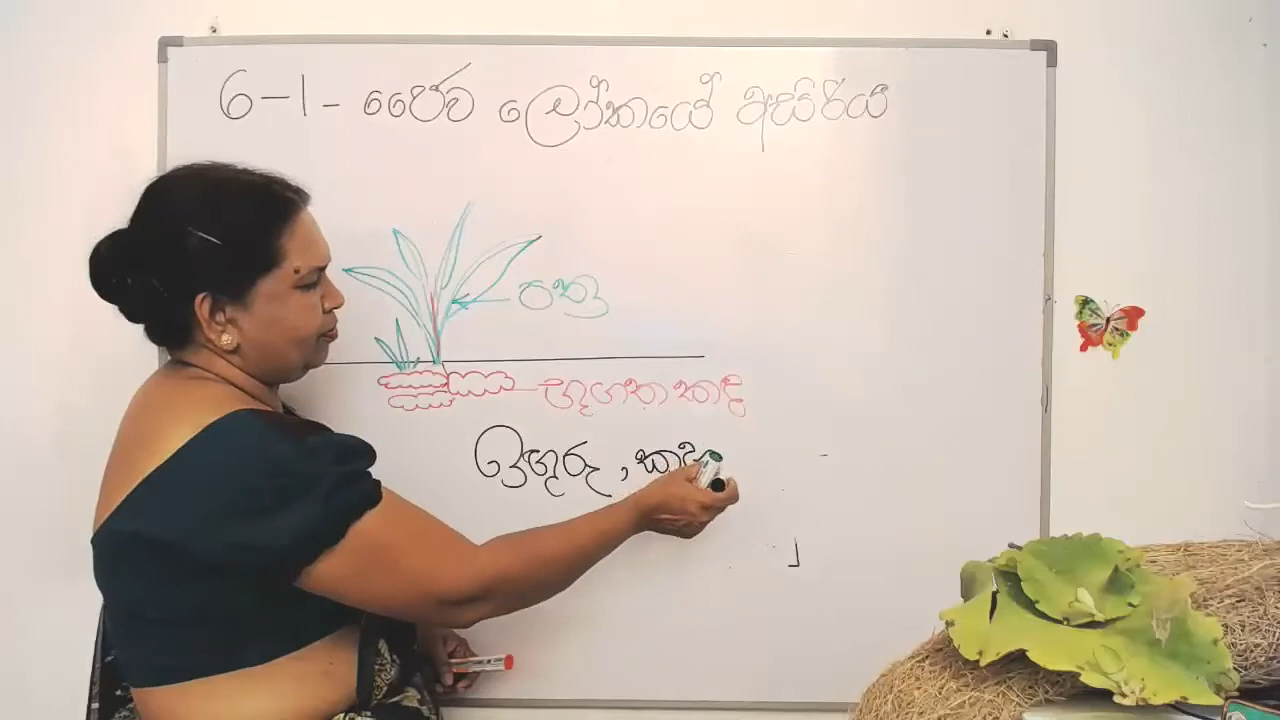 6-1- ජෛව ලෝකයේ අසිරිය
පත්‍ර
භූගත කඳ
ඉඟුරු ,